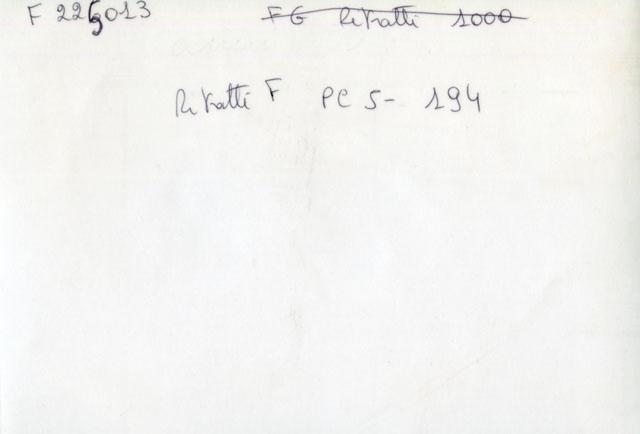 F 225013 FG Ritratti 1000
Ritratti F PC 5- 194